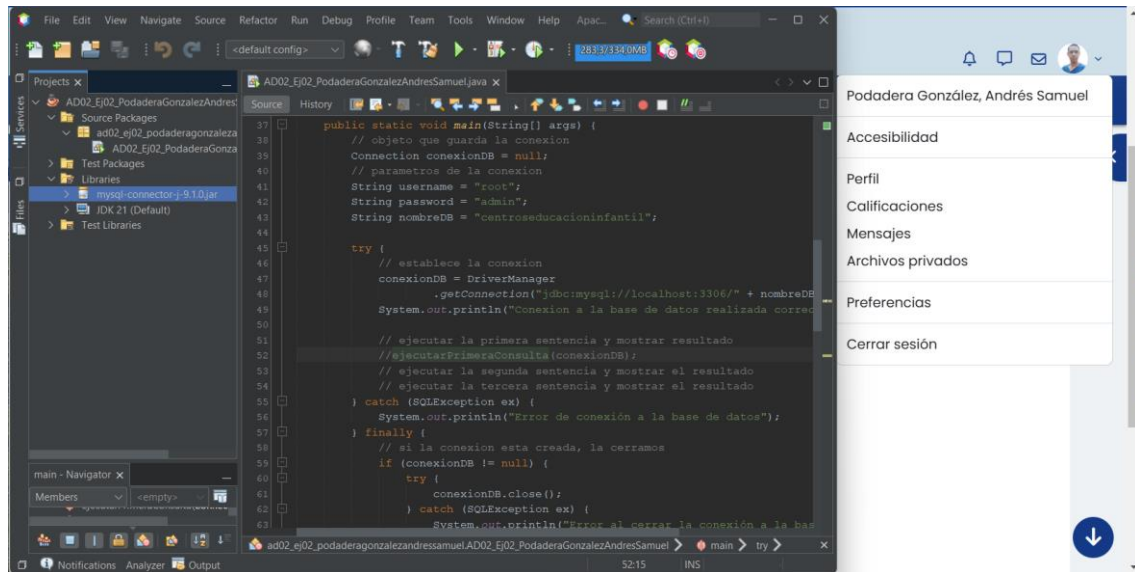 File Edit View Navigate Source Refactor Run Debug Profile Team Tools Window Help Apac... Search (Ctrl+I)
<default config> 283,3/334,0MB
Projects
Services
Files
AD02_Ej02_PodaderaGonzalezAndres
Source Packages
ad02_ej02_podaderagonzaleza
AD02_Ej02_PodaderaGonza
Test Packages
Libraries
mysql-connector-j-9.1.0.jar
JDK 21 (Default)
Test Libraries
main - Navigator
Members <empty>
AD02_Ej02_PodaderaGonzalezAndresSamuel.java
Source History
37 public static void main(String[] args) {
38 // objeto que guarda la conexion
39 Connection conexionDB = null;
40 // parametros de la conexion
41 String username = "root";
42 String password = "admin";
43 String nombreDB = "centroseducacioninfantil";
44
45 try {
46 // establece la conexion
47 conexionDB = DriverManager
48 .getConnection("jdbc:mysql://localhost:3306/" + nombreDB
49 System.out.println("Conexion a la base de datos realizada correc
50
51 // ejecutar la primera sentencia y mostrar resultado
52 //ejecutarPrimeraConsulta(conexionDB);
53 // ejecutar la segunda sentencia y mostrar el resultado
54 // ejecutar la tercera sentencia y mostrar el resultado
55 } catch (SQLException ex) {
56 System.out.println("Error de conexión a la base de datos");
57 } finally {
58 // si la conexion esta creada, la cerramos
59 if (conexionDB != null) {
60 try {
61 conexionDB.close();
62 } catch (SQLException ex) {
63 System.out.println("Error al cerrar la conexión a la bas
ad02_ej02_podaderagonzalezandressamuel.AD02_Ej02_PodaderaGonzalezAndresSamuel main try
Notifications Analyzer Output 52:15 INS
Podadera González, Andrés Samuel
Accesibilidad
Perfil
Calificaciones
Mensajes
Archivos privados
Preferencias
Cerrar sesión